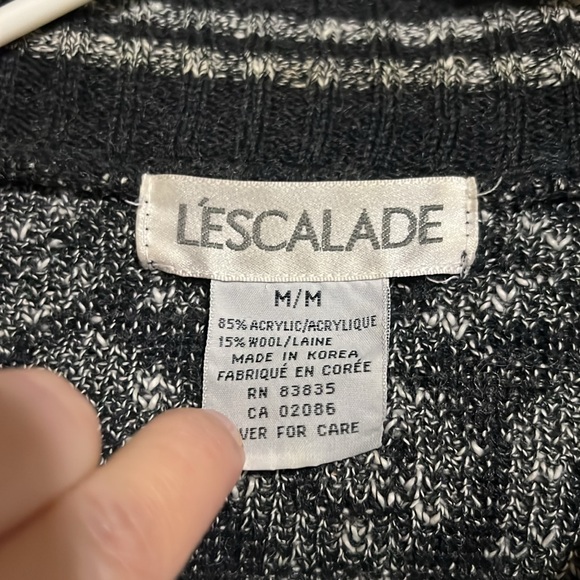 L'ESCALADE
M/M
85% ACRYLIC/ACRYLIQUE
15% WOOL/LAINE
MADE IN KOREA
FABRIQUÉ EN CORÉE
RN 83835
CA 02086
VER FOR CARE